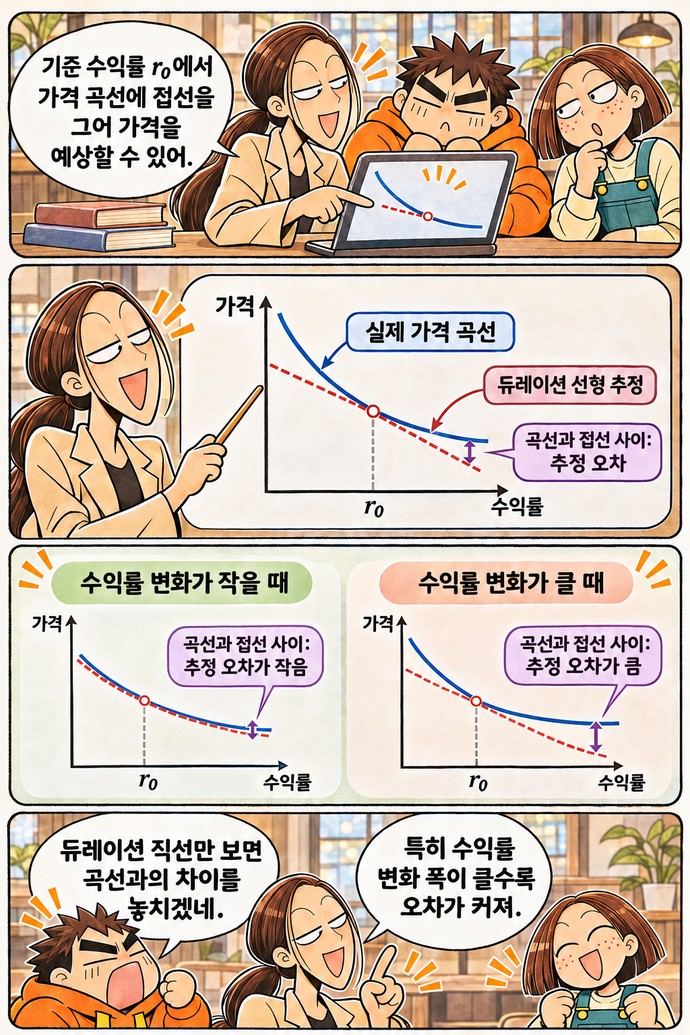 기준 수익률 r₀에서
가격 곡선에 접선을
그어 가격을
예상할 수 있어.
가격
실제 가격 곡선
듀레이션 선형 추정
곡선과 접선 사이:
추정 오차
r₀
수익률
수익률 변화가 작을 때
가격
곡선과 접선 사이:
추정 오차가 작음
r₀
수익률
수익률 변화가 클 때
가격
곡선과 접선 사이:
추정 오차가 큼
r₀
수익률
듀레이션 직선만 보면
곡선과의 차이를
놓치겠네.
특히 수익률
변화 폭이 클수록
오차가 커져.